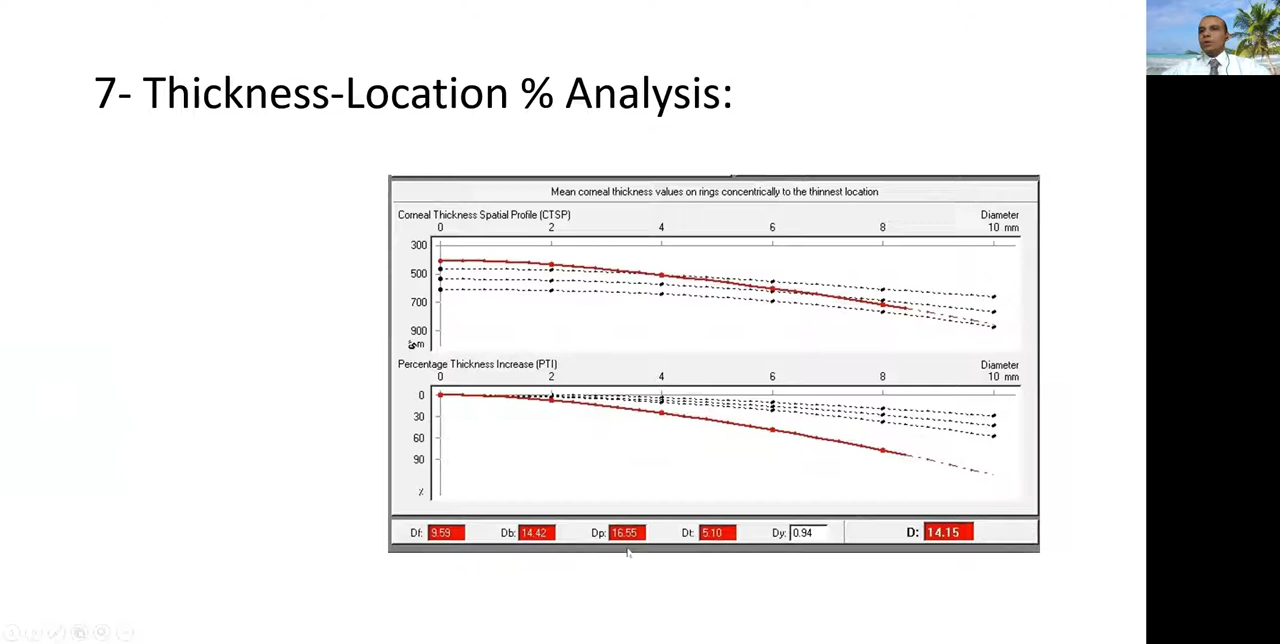 7- Thickness-Location % Analysis:
Mean corneal thickness values on rings concentrically to the thinnest location
Corneal Thickness Spatial Profile (CTSP)
Diameter
0 2 4 6 8 10 mm
300
500
700
900
Percentage Thickness Increase (PTI)
Diameter
0 2 4 6 8 10 mm
0
30
60
90
%
Df: 9.59 Db: 14.42 Dp: 16.55 Dt: 5.10 Dy: 0.94 D: 14.15